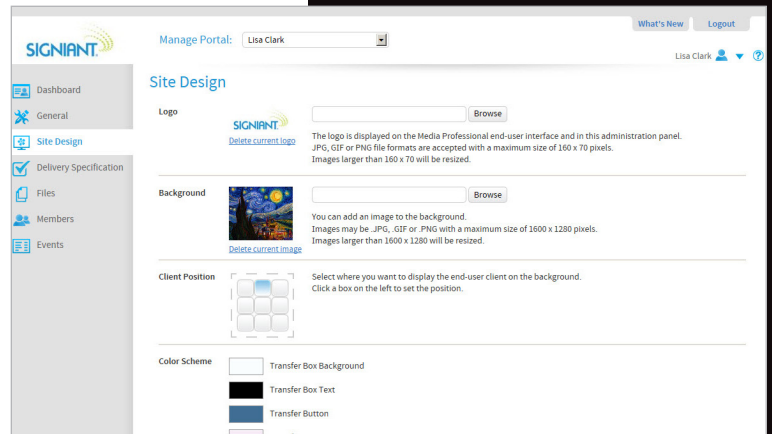 What's New
Logout
SIGNIANT.
Manage Portal:
Lisa Clark
Lisa Clark
?
Dashboard
General
Site Design
Delivery Specification
Files
Members
Events
Site Design
Logo
SIGNIANT.
Delete current logo
Browse
The logo is displayed on the Media Professional end-user interface and in this administration panel.
JPG, GIF or PNG file formats are accepted with a maximum size of 160 x 70 pixels.
Images larger than 160 x 70 will be resized.
Background
Delete current image
Browse
You can add an image to the background.
Images may be .JPG, .GIF or .PNG with a maximum size of 1600 x 1280 pixels.
Images larger than 1600 x 1280 will be resized.
Client Position
Select where you want to display the end-user client on the background.
Click a box on the left to set the position.
Color Scheme
Transfer Box Background
Transfer Box Text
Transfer Button